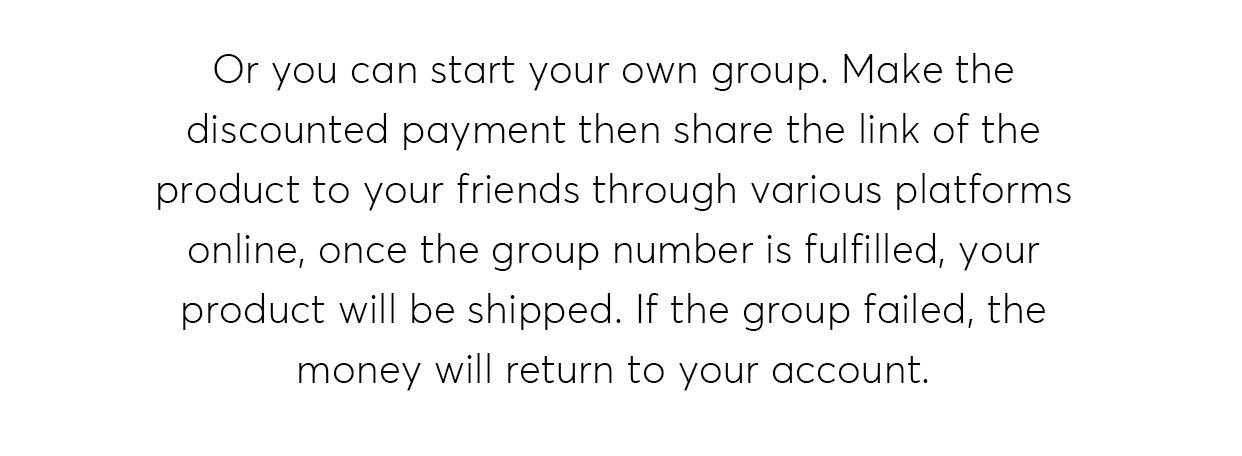 Or you can start your own group. Make the
discounted payment then share the link of the
product to your friends through various platforms
online, once the group number is fulfilled, your
product will be shipped. If the group failed, the
money will return to your account.